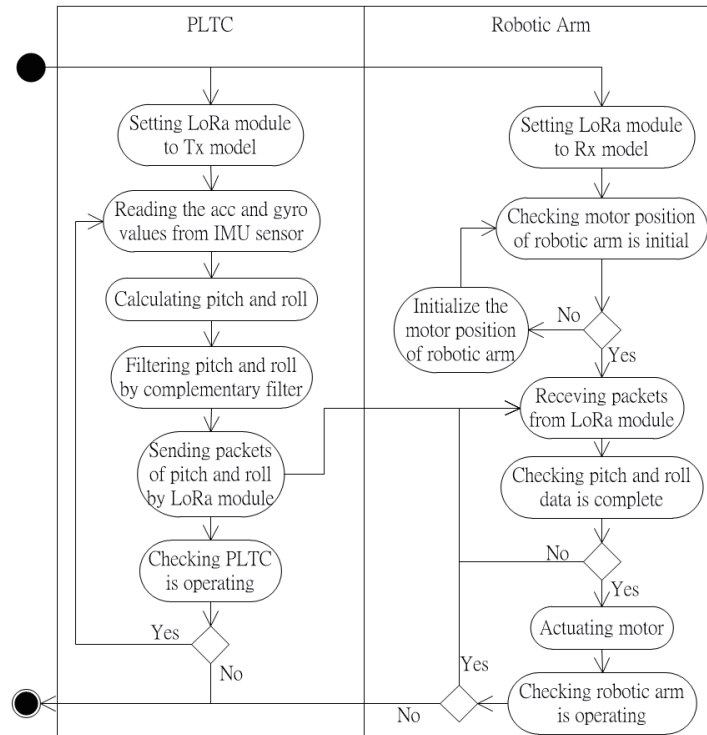 PLTC
Robotic Arm
Setting LoRa module
to Tx model
Reading the acc and gyro
values from IMU sensor
Calculating pitch and roll
Filtering pitch and roll
by complementary filter
Sending packets
of pitch and roll
by LoRa module
Checking PLTC
is operating
Yes
No
Setting LoRa module
to Rx model
Checking motor position
of robotic arm is initial
Initialize the
motor position
of robotic arm
No
Yes
Receving packets
from LoRa module
Checking pitch and roll
data is complete
No
Yes
Actuating motor
Checking robotic arm
is operating
Yes
No